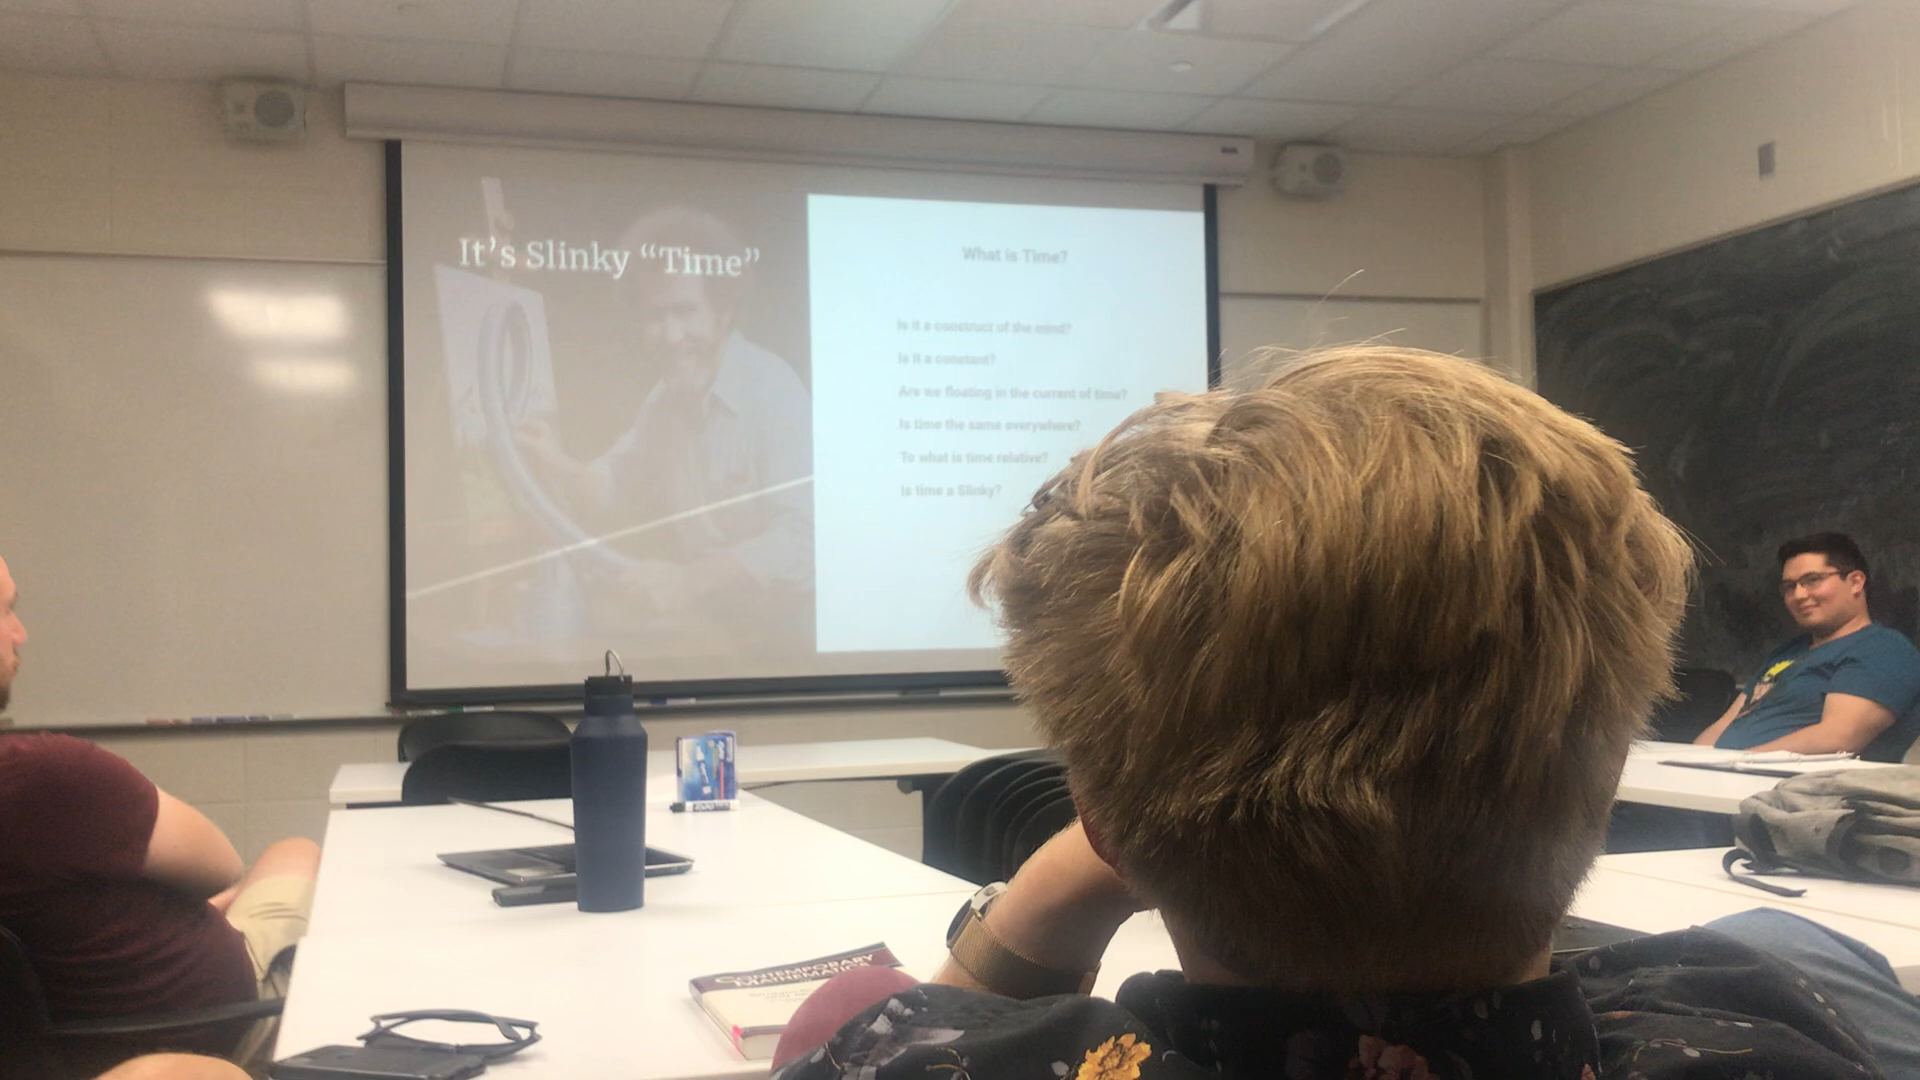 It's Slinky “Time”
What is Time?
Is it a construct of the mind?
Is it a constant?
Are we floating in the current of time?
Is time the same everywhere?
To what is time relative?
Is time a Slinky?
CONTEMPORARY
MATHEMATICS